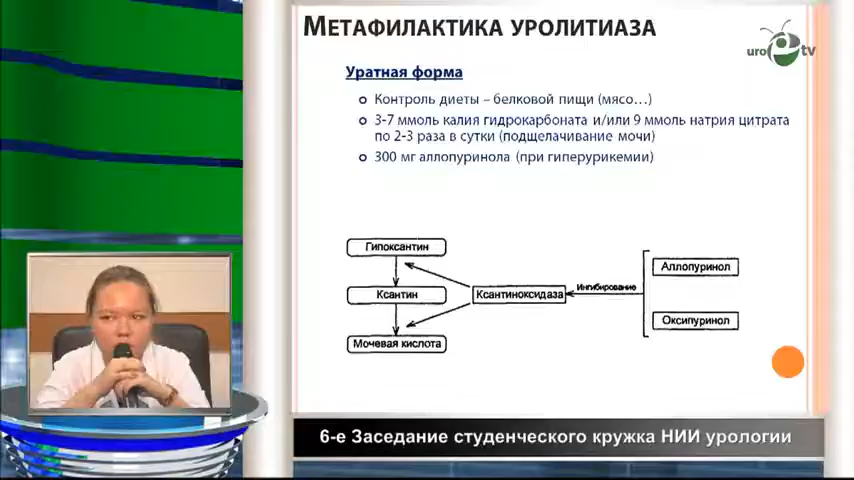 МЕТАФИЛАКТИКА УРОЛИТИАЗА
uro tv
Уратная форма
Контроль диеты – белковой пищи (мясо…)
3-7 ммоль калия гидрокарбоната и/или 9 ммоль натрия цитрата
по 2-3 раза в сутки (подщелачивание мочи)
300 мг аллопуринола (при гиперурикемии)
Гипоксантин
Ксантин
Мочевая кислота
Ксантиноксидаза
Ингибирование
Аллопуринол
Оксипуринол
6-е Заседание студенческого кружка НИИ урологии